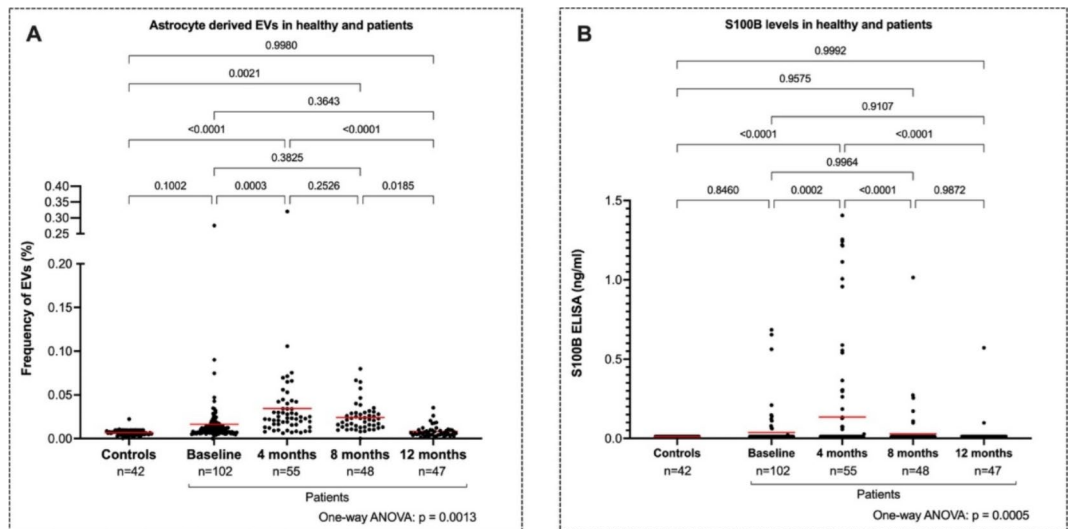 A
Astrocyte derived EVs in healthy and patients
0.9980
0.0021
0.3643
<0.0001 <0.0001
0.3825
0.1002 0.0003 0.2526 0.0185
Frequency of EVs (%)
0.40
0.35
0.30
0.25
0.20
0.15
0.10
0.05
0.00
Controls Baseline 4 months 8 months 12 months
n=42 n=102 n=55 n=48 n=47
Patients
One-way ANOVA: p = 0.0013
B
S100B levels in healthy and patients
0.9992
0.9575
0.9107
<0.0001 <0.0001
0.9964
0.8460 0.0002 <0.0001 0.9872
S100B ELISA (ng/ml)
1.5
1.0
0.5
0.0
Controls Baseline 4 months 8 months 12 months
n=42 n=102 n=55 n=48 n=47
Patients
One-way ANOVA: p = 0.0005